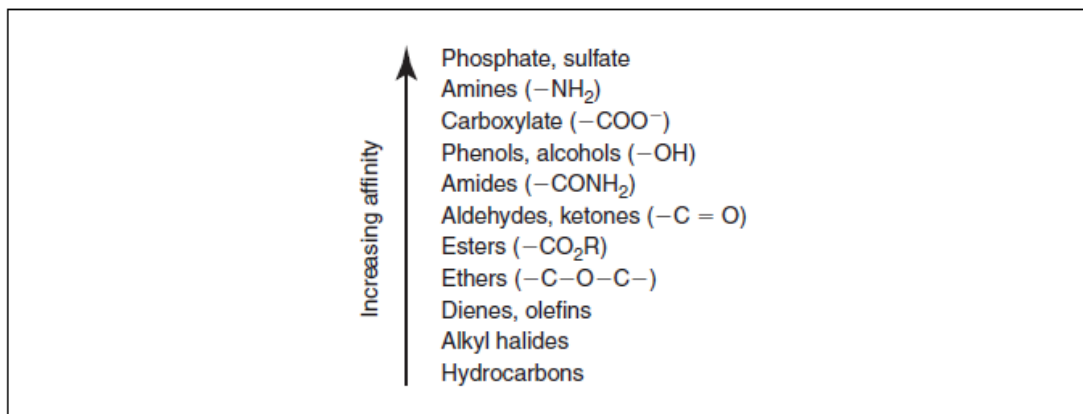 Increasing affinity
Phosphate, sulfate
Amines (−NH₂)
Carboxylate (−COO⁻)
Phenols, alcohols (−OH)
Amides (−CONH₂)
Aldehydes, ketones (−C = O)
Esters (−CO₂R)
Ethers (−C−O−C−)
Dienes, olefins
Alkyl halides
Hydrocarbons